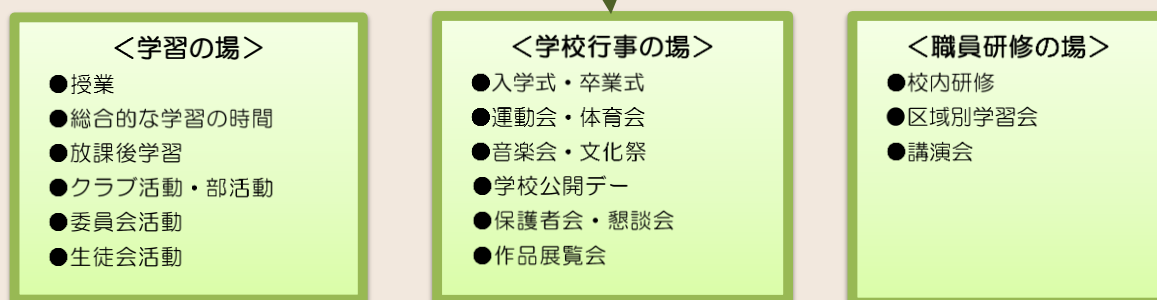 ＜学習の場＞
●授業
●総合的な学習の時間
●放課後学習
●クラブ活動・部活動
●委員会活動
●生徒会活動
＜学校行事の場＞
●入学式・卒業式
●運動会・体育会
●音楽会・文化祭
●学校公開デー
●保護者会・懇談会
●作品展覧会
＜職員研修の場＞
●校内研修
●区域別学習会
●講演会